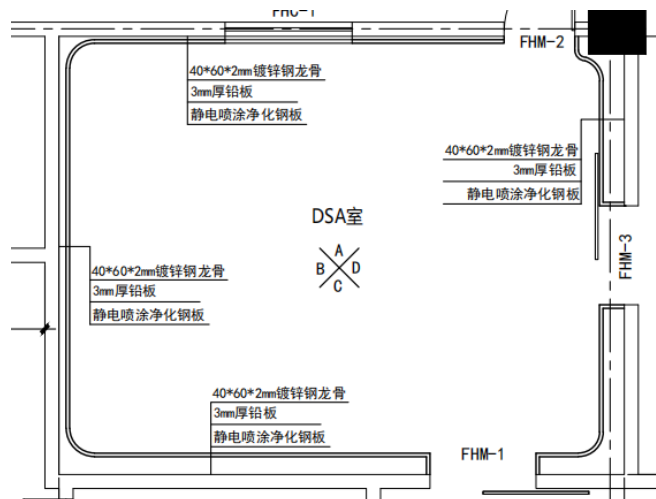 FHC-1
FHM-2
40*60*2mm镀锌钢龙骨
3mm厚铅板
静电喷涂净化钢板
40*60*2mm镀锌钢龙骨
3mm厚铅板
静电喷涂净化钢板
DSA室
A
B
D
C
FHM-3
40*60*2mm镀锌钢龙骨
3mm厚铅板
静电喷涂净化钢板
40*60*2mm镀锌钢龙骨
3mm厚铅板
静电喷涂净化钢板
FHM-1